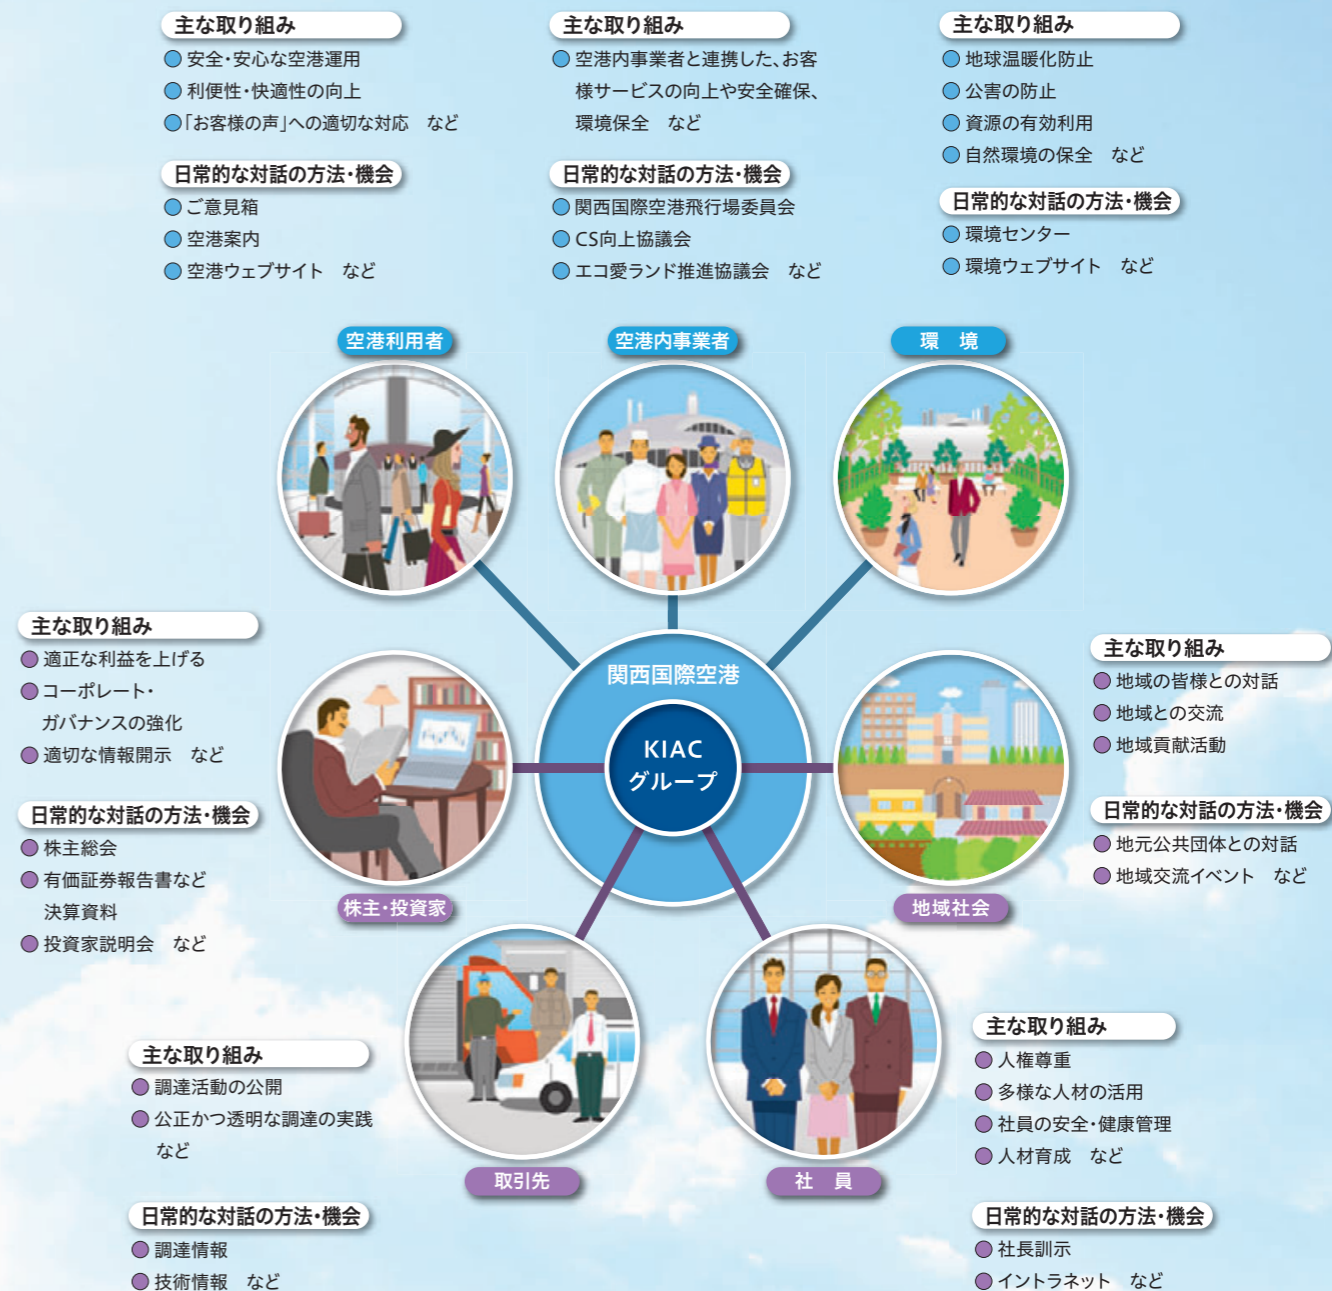 主な取り組み
● 安全・安心な空港運用
● 利便性・快適性の向上
●「お客様の声」への適切な対応　など
日常的な対話の方法・機会
● ご意見箱
● 空港案内
● 空港ウェブサイト　など
空港利用者
主な取り組み
● 空港内事業者と連携した、お客
様サービスの向上や安全確保、
環境保全　など
日常的な対話の方法・機会
● 関西国際空港飛行場委員会
● CS向上協議会
● エコ愛ランド推進協議会　など
空港内事業者
主な取り組み
● 地球温暖化防止
● 公害の防止
● 資源の有効利用
● 自然環境の保全　など
日常的な対話の方法・機会
● 環境センター
● 環境ウェブサイト　など
環　境
関西国際空港
KIAC
グループ
主な取り組み
● 適正な利益を上げる
● コーポレート・
ガバナンスの強化
● 適切な情報開示　など
日常的な対話の方法・機会
● 株主総会
● 有価証券報告書など
決算資料
● 投資家説明会　など
株主・投資家
主な取り組み
● 地域の皆様との対話
● 地域との交流
● 地域貢献活動
日常的な対話の方法・機会
● 地元公共団体との対話
● 地域交流イベント　など
地域社会
主な取り組み
● 調達活動の公開
● 公正かつ透明な調達の実践
など
日常的な対話の方法・機会
● 調達情報
● 技術情報　など
取引先
主な取り組み
● 人権尊重
● 多様な人材の活用
● 社員の安全・健康管理
● 人材育成　など
日常的な対話の方法・機会
● 社長訓示
● イントラネット　など
社　員